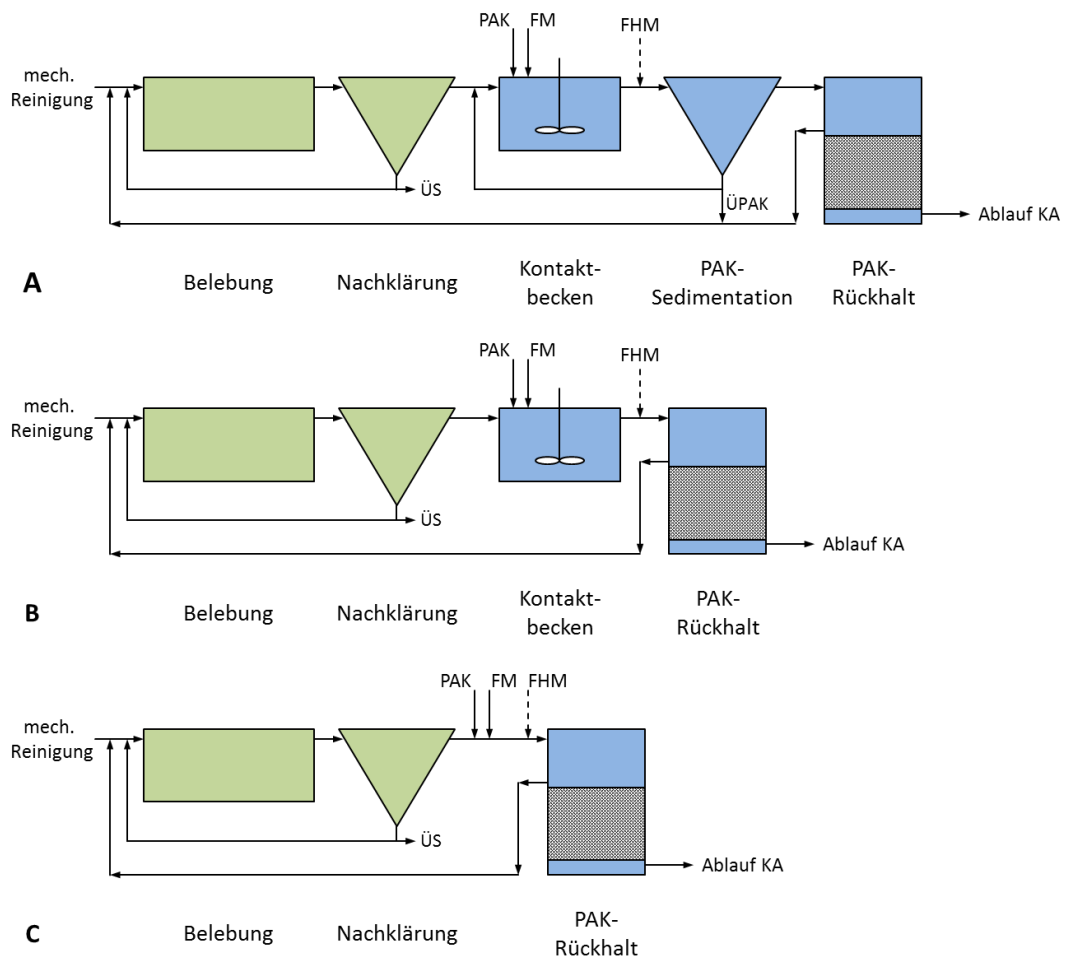 PAK
FM
FHM
mech.
Reinigung
ÜS
ÜPAK
Ablauf KA
A
Belebung
Nachklärung
Kontakt-
becken
PAK-
Sedimentation
PAK-
Rückhalt
PAK
FM
FHM
mech.
Reinigung
ÜS
Ablauf KA
B
Belebung
Nachklärung
Kontakt-
becken
PAK-
Rückhalt
PAK
FM
FHM
mech.
Reinigung
ÜS
Ablauf KA
C
Belebung
Nachklärung
PAK-
Rückhalt